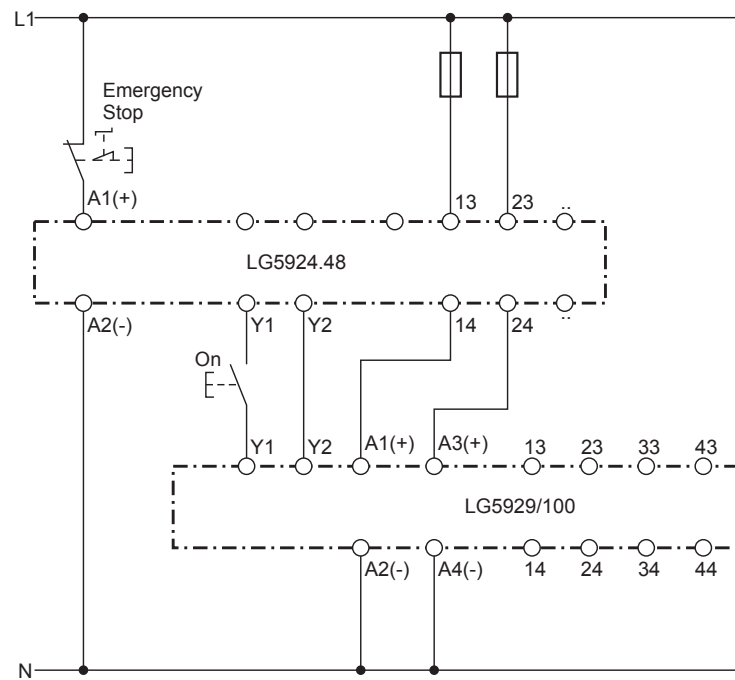 L1
Emergency
Stop
A1(+)
13
23
..
LG5924.48
A2(-)
Y1
Y2
14
24
..
On
Y1
Y2
A1(+)
A3(+)
13
23
33
43
LG5929/100
A2(-)
A4(-)
14
24
34
44
N